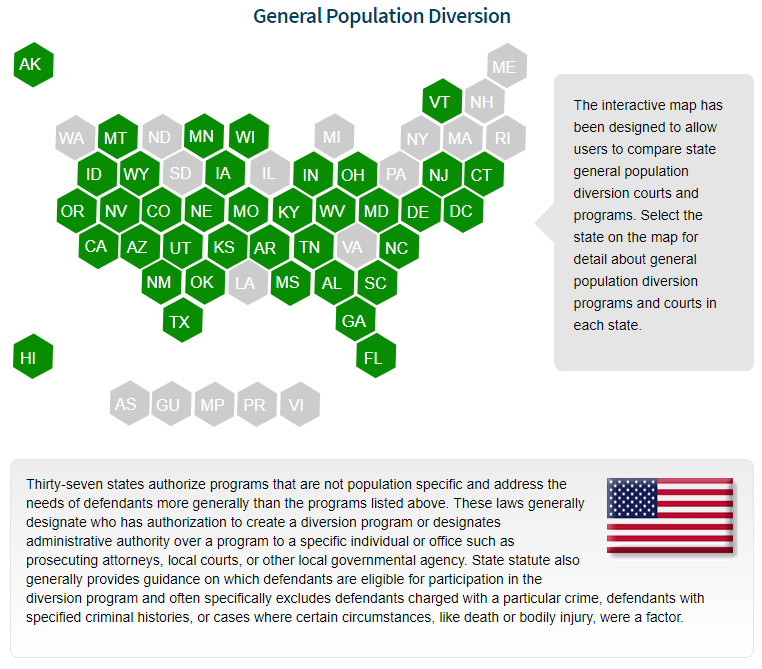 General Population Diversion
AK
ME
VT NH
WA MT ND MN WI MI NY MA RI
ID WY SD IA IL IN OH PA NJ CT
OR NV CO NE MO KY WV MD DE DC
CA AZ UT KS AR TN VA NC
NM OK LA MS AL SC
TX GA
HI FL
AS GU MP PR VI
The interactive map has
been designed to allow
users to compare state
general population
diversion courts and
programs. Select the
state on the map for
detail about general
population diversion
programs and courts in
each state.
Thirty-seven states authorize programs that are not population specific and address the
needs of defendants more generally than the programs listed above. These laws generally
designate who has authorization to create a diversion program or designates
administrative authority over a program to a specific individual or office such as
prosecuting attorneys, local courts, or other local governmental agency. State statute also
generally provides guidance on which defendants are eligible for participation in the
diversion program and often specifically excludes defendants charged with a particular crime, defendants with
specified criminal histories, or cases where certain circumstances, like death or bodily injury, were a factor.